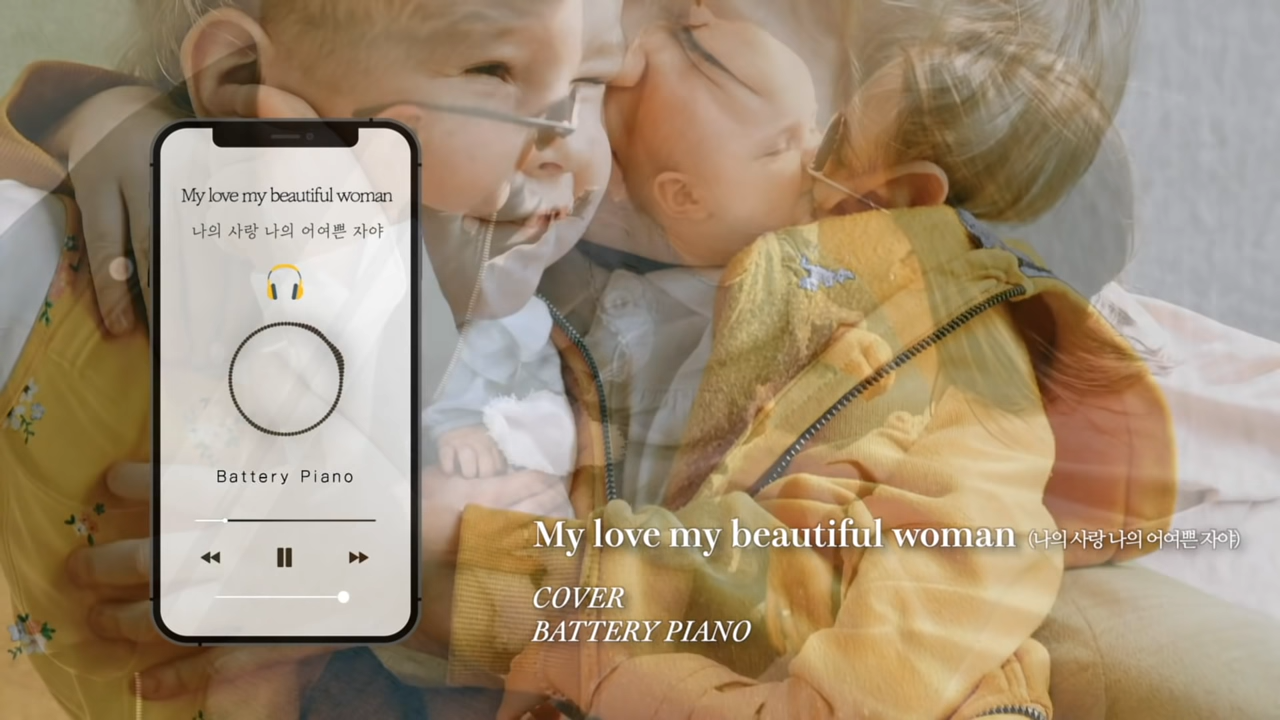 My love my beautiful woman
나의 사랑 나의 어여쁜 자야
Battery Piano
My love my beautiful woman (나의 사랑 나의 어여쁜 자야)
COVER
BATTERY PIANO